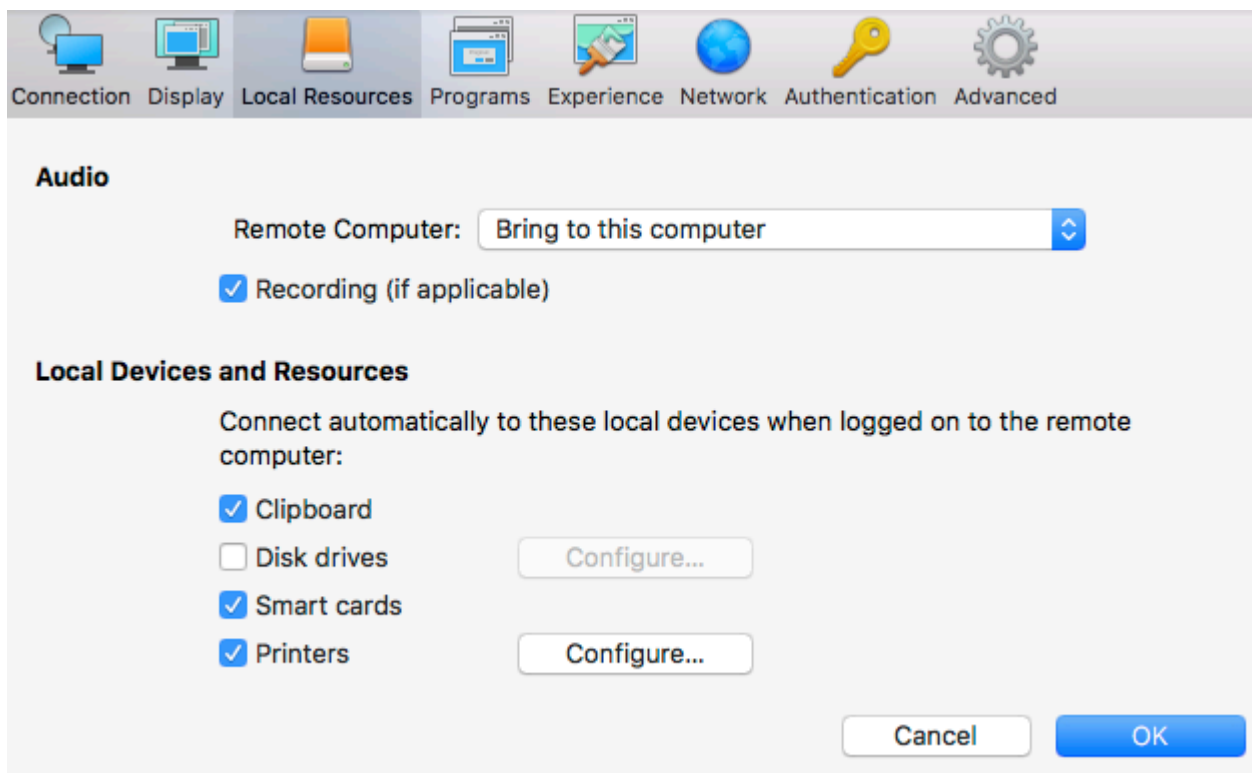 Connection Display Local Resources Programs Experience Network Authentication Advanced
Audio
Remote Computer: Bring to this computer
Recording (if applicable)
Local Devices and Resources
Connect automatically to these local devices when logged on to the remote
computer:
Clipboard
Disk drives Configure...
Smart cards
Printers Configure...
Cancel OK